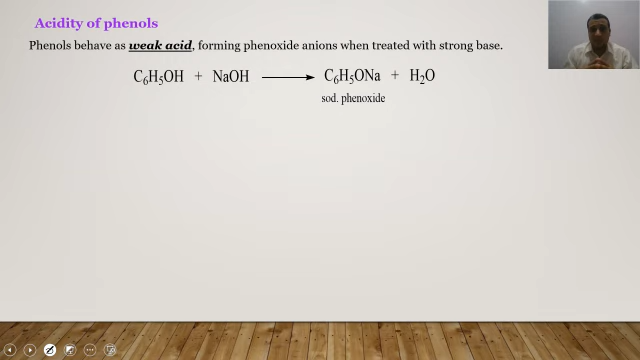 Acidity of phenols
Phenols behave as weak acid, forming phenoxide anions when treated with strong base.
C₆H₅OH + NaOH ⟶ C₆H₅ONa + H₂O
sod. phenoxide